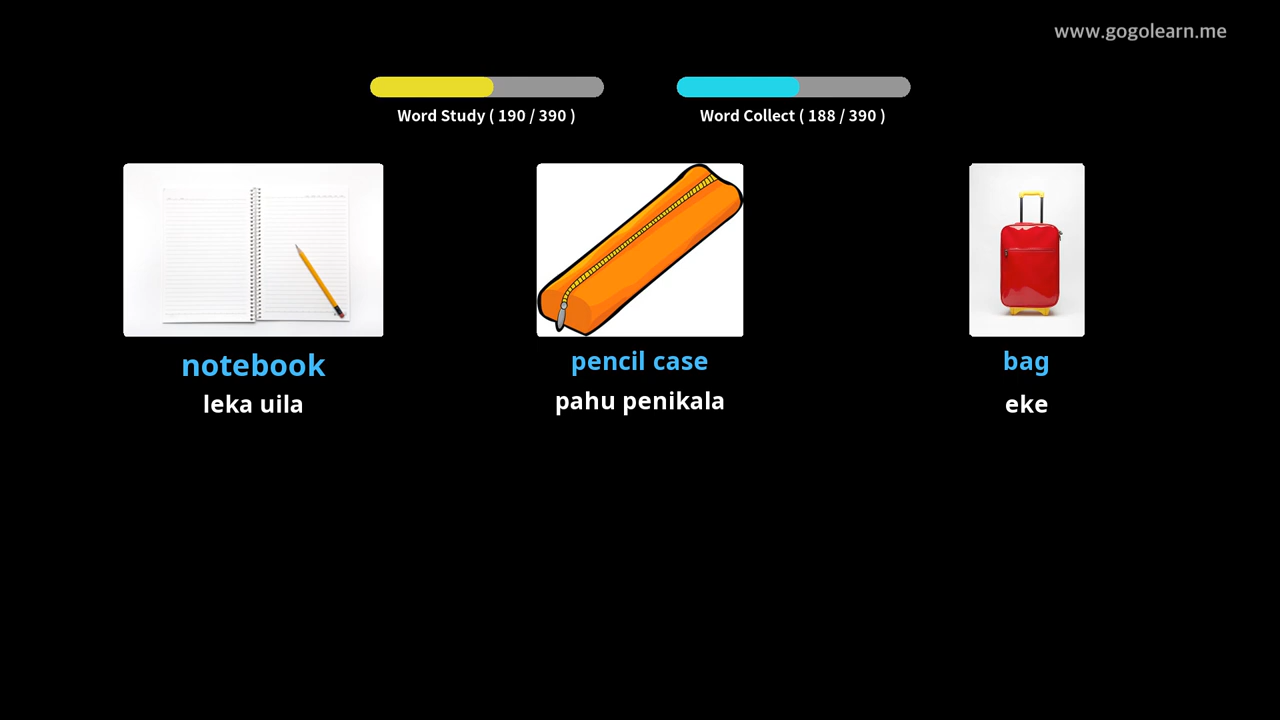 www.gogolearn.me
Word Study ( 190 / 390 )
Word Collect ( 188 / 390 )
notebook
leka uila
pencil case
pahu penikala
bag
eke